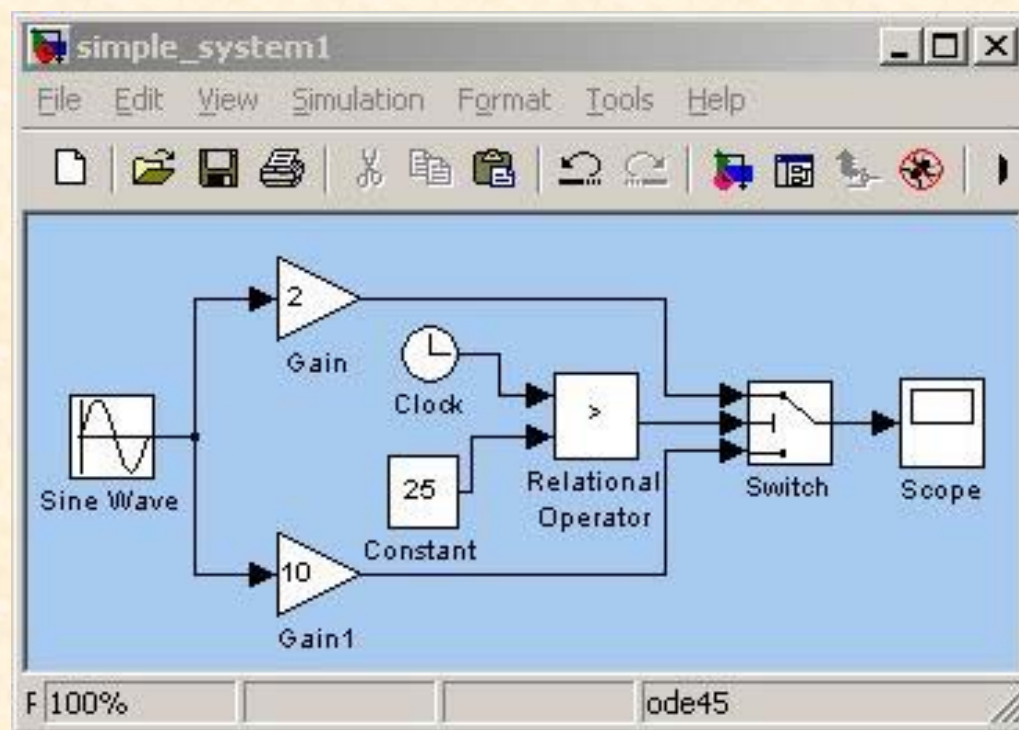 simple_system1
File Edit View Simulation Format Tools Help
2
Gain
Clock
>
25
Sine Wave
Relational
Operator
Switch
Scope
Constant
10
Gain1
F 100%
ode45